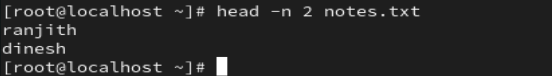 [root@localhost ~]# head -n 2 notes.txt
ranjith
dinesh
[root@localhost ~]#